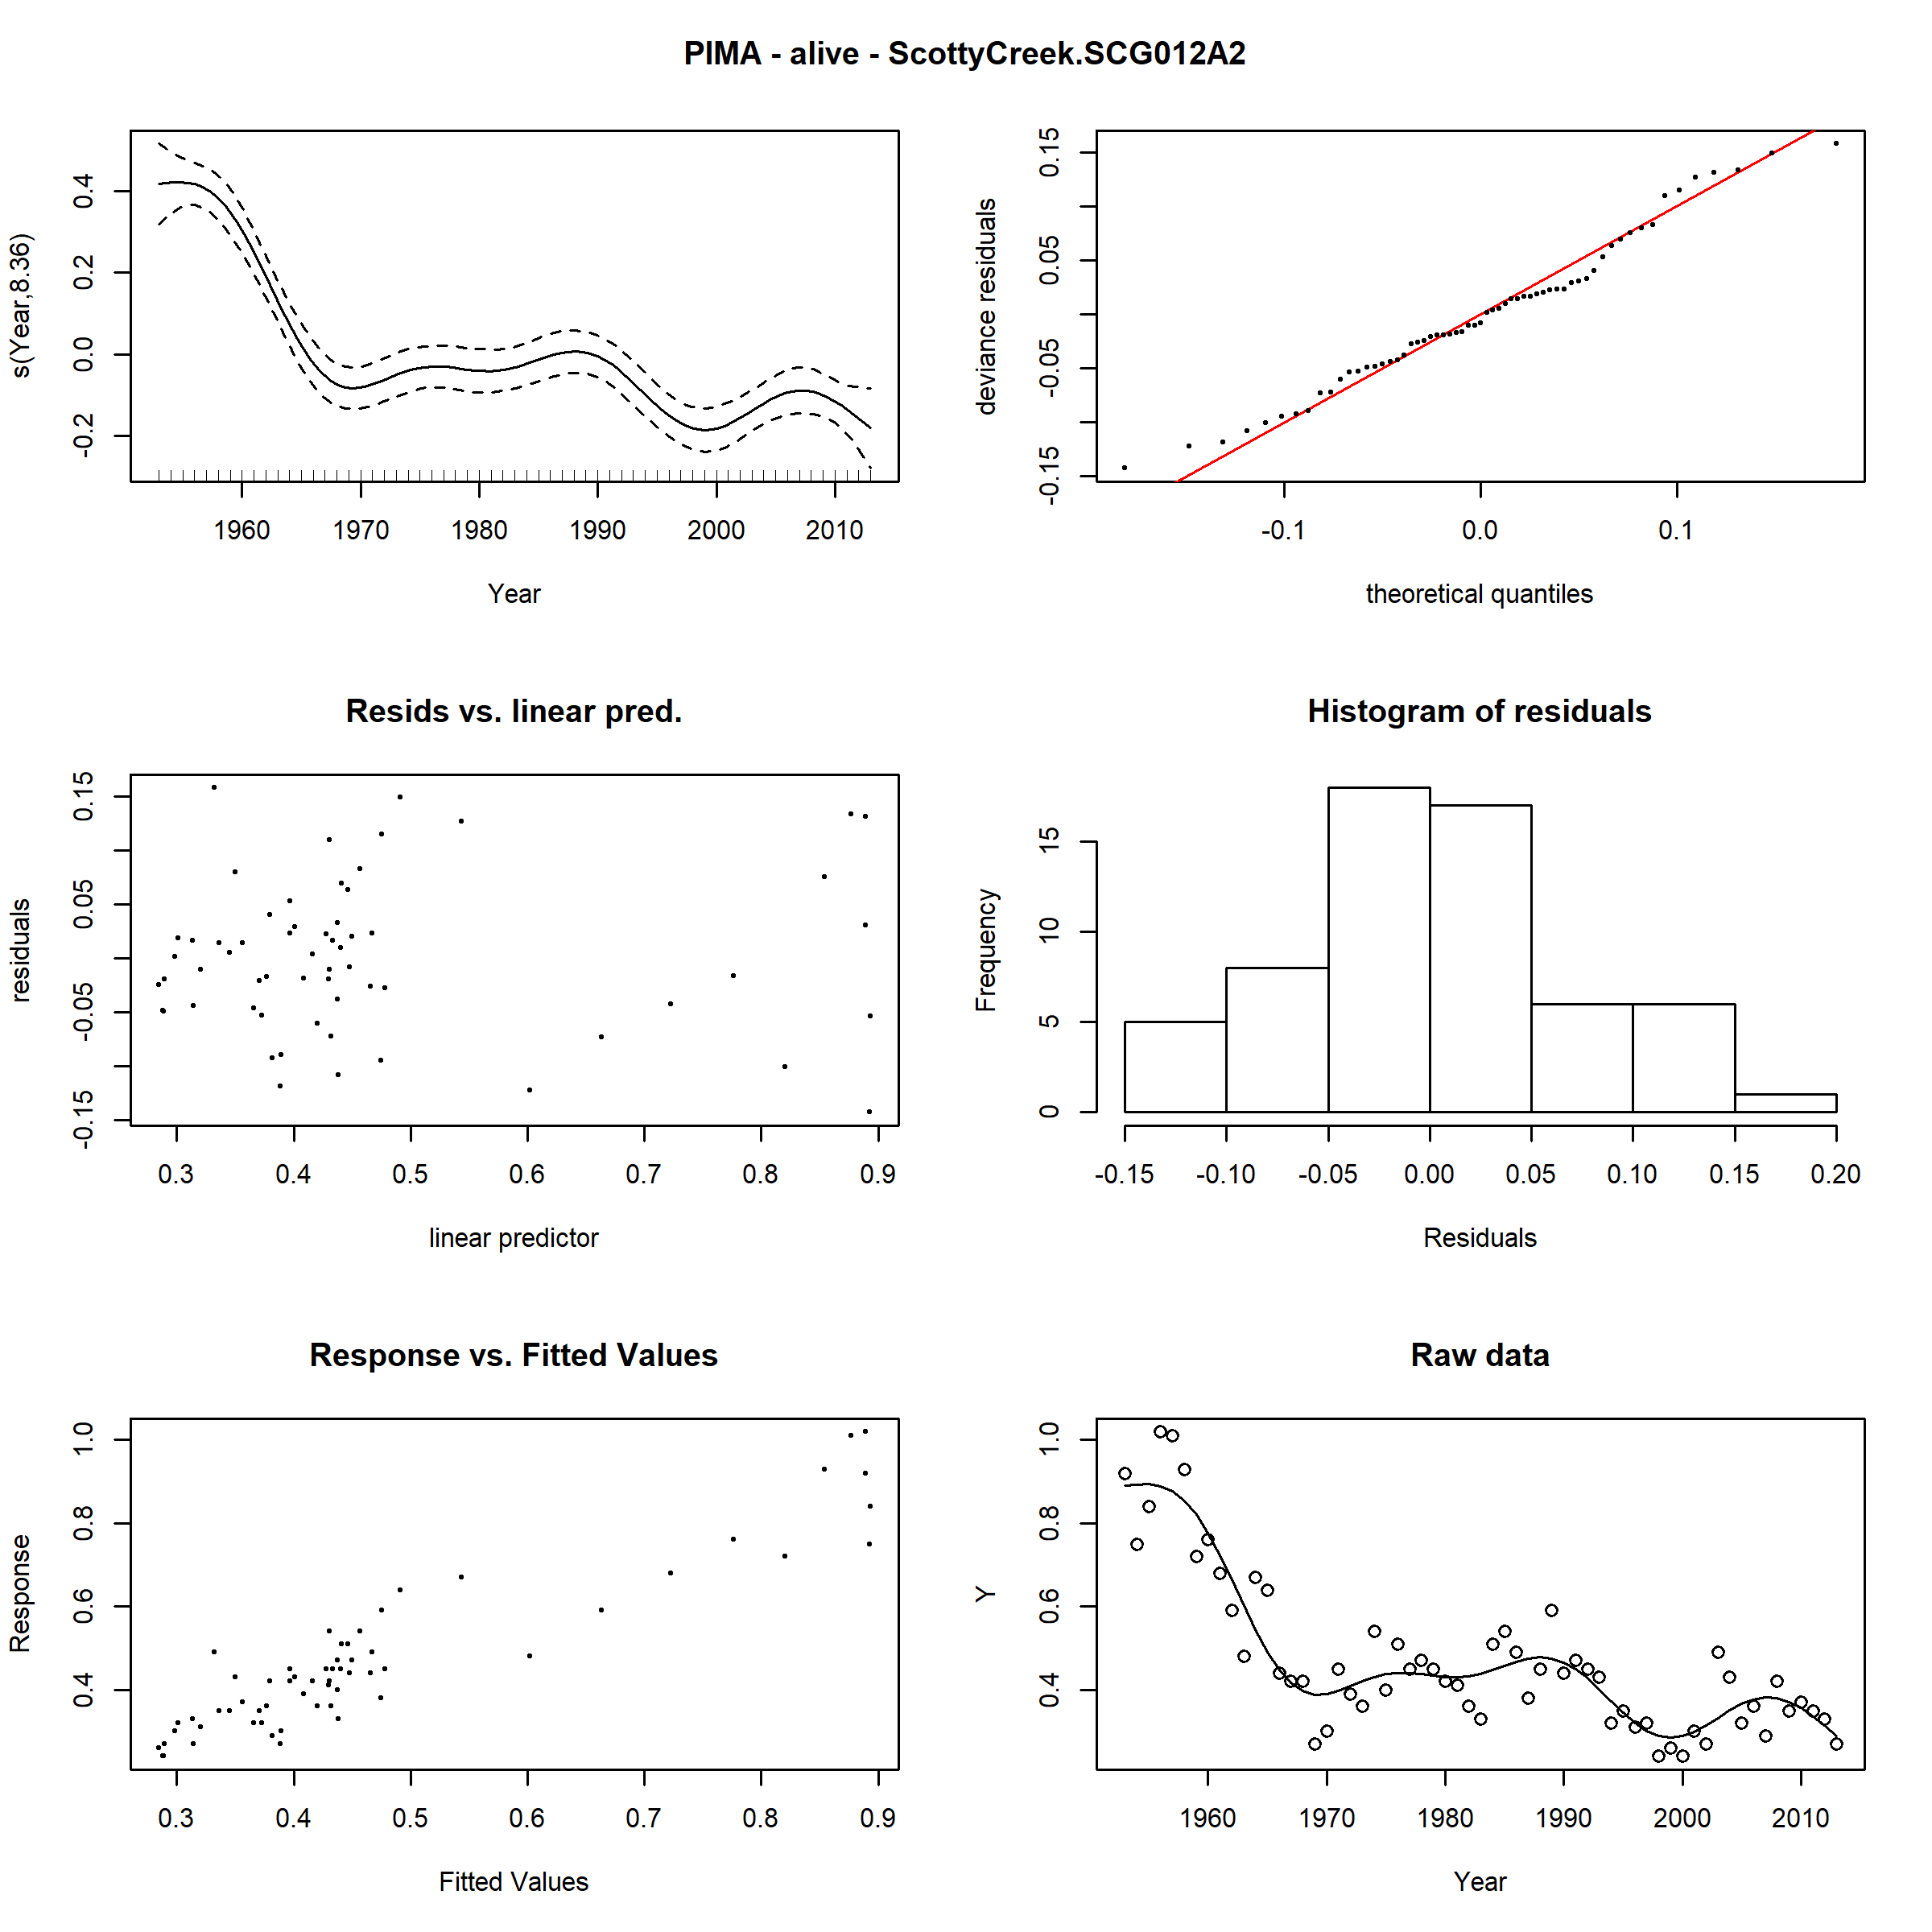 PIMA - alive - ScottyCreek.SCG012A2
s(Year,8.36)
-0.2 0.0 0.2 0.4
1960 1970 1980 1990 2000 2010
Year
deviance residuals
-0.15 -0.05 0.05 0.15
-0.1 0.0 0.1
theoretical quantiles
Resids vs. linear pred.
residuals
-0.15 -0.05 0.05 0.15
0.3 0.4 0.5 0.6 0.7 0.8 0.9
linear predictor
Histogram of residuals
Frequency
0 5 10 15
-0.15 -0.10 -0.05 0.00 0.05 0.10 0.15 0.20
Residuals
Response vs. Fitted Values
Response
0.4 0.6 0.8 1.0
0.3 0.4 0.5 0.6 0.7 0.8 0.9
Fitted Values
Raw data
Y
0.4 0.6 0.8 1.0
1960 1970 1980 1990 2000 2010
Year